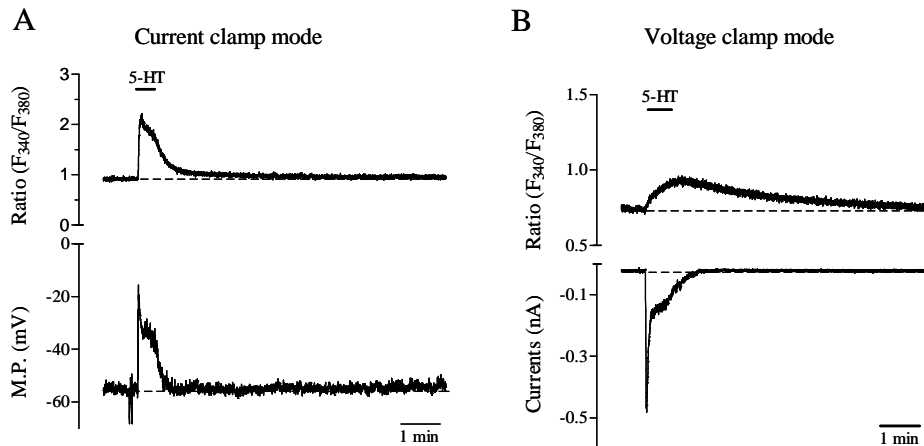 A
Current clamp mode
5-HT
Ratio (F340/F380)
3
2
1
0
M.P. (mV)
0
-20
-40
-60
1 min
B
Voltage clamp mode
5-HT
Ratio (F340/F380)
1.5
1.0
0.5
Currents (nA)
-0.1
-0.3
-0.5
1 min